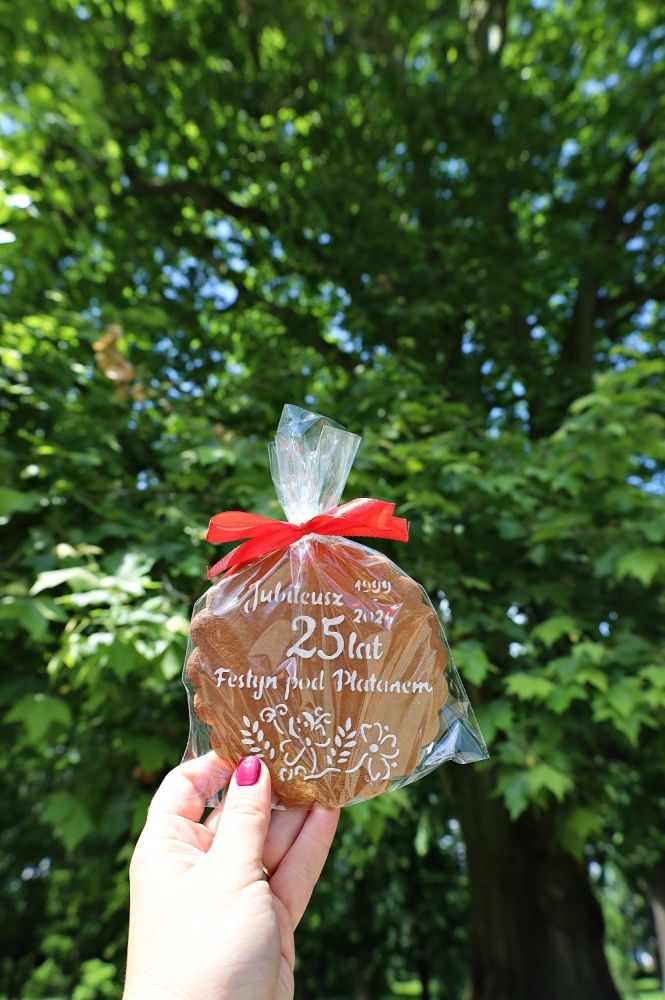 Jubileusz 1999
2024
25 lat
Festyn pod Platanem